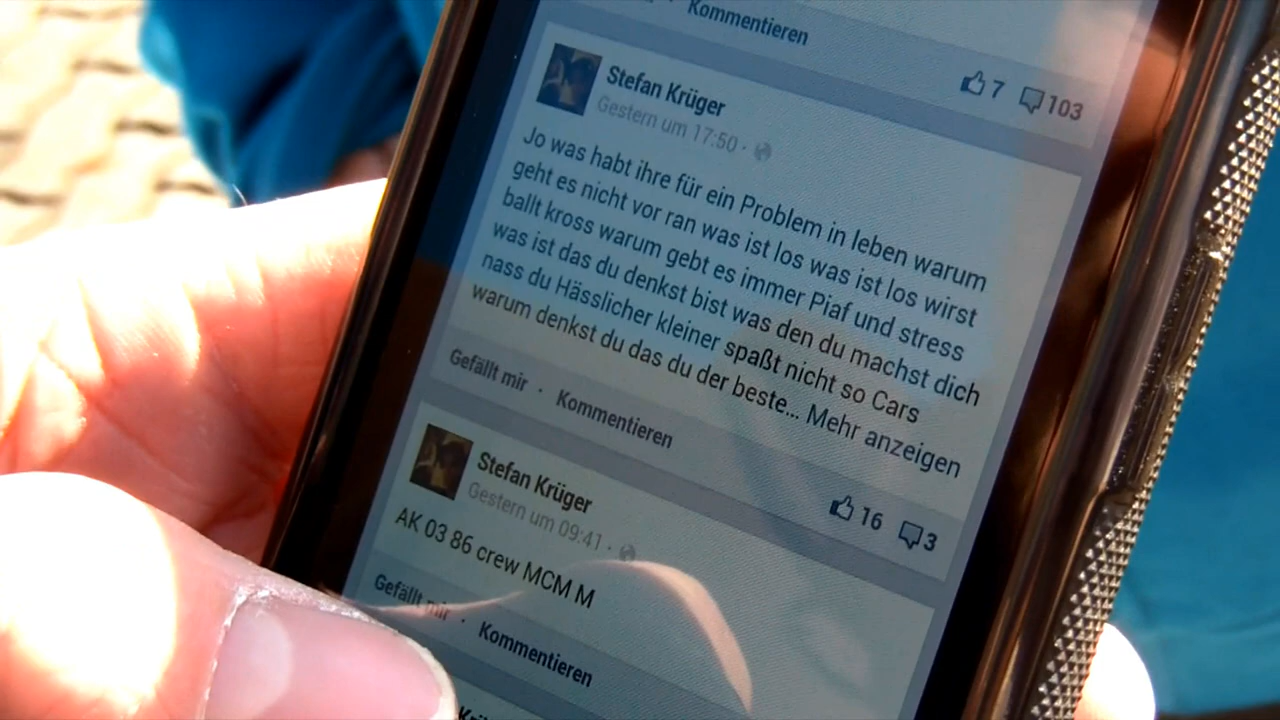 Kommentieren
7 103
Stefan Krüger
Gestern um 17:50 ·
Jo was habt ihre für ein Problem in leben warum
geht es nicht vor ran was ist los was ist los wirst
ballt kross warum gebt es immer Piaf und stress
was ist das du denkst bist was den du machst dich
nass du Hässlicher kleiner spaßt nicht so Cars
warum denkst du das du der beste... Mehr anzeigen
Gefällt mir · Kommentieren
16 3
Stefan Krüger
Gestern um 09:41 ·
AK 03 86 crew MCM M
Gefällt mir · Kommentieren